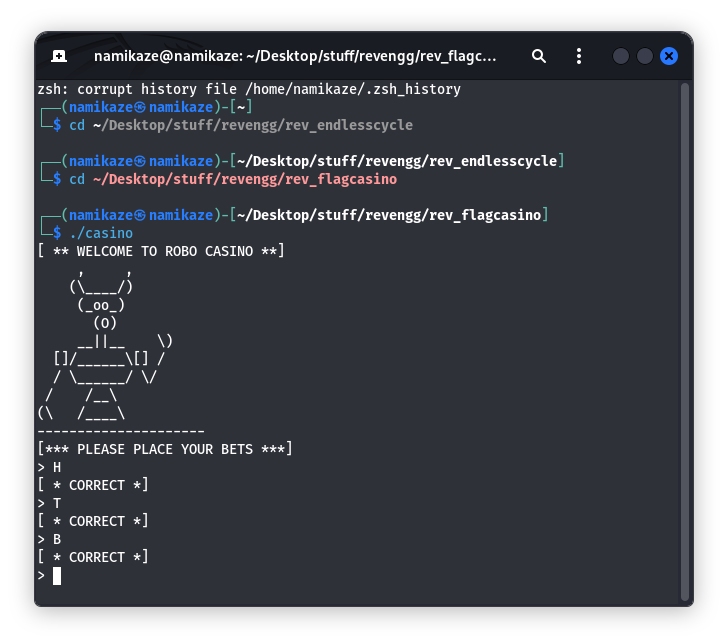 namikaze@namikaze: ~/Desktop/stuff/revengg/rev_flagc...
zsh: corrupt history file /home/namikaze/.zsh_history
┌──(namikaze㉿namikaze)-[~]
└─$ cd ~/Desktop/stuff/revengg/rev_endlesscycle
┌──(namikaze㉿namikaze)-[~/Desktop/stuff/revengg/rev_endlesscycle]
└─$ cd ~/Desktop/stuff/revengg/rev_flagcasino
┌──(namikaze㉿namikaze)-[~/Desktop/stuff/revengg/rev_flagcasino]
└─$ ./casino
[ ** WELCOME TO ROBO CASINO **]
     ,     ,
    (\____/)
     (_oo_)
       (O)
     __||__    \)
  []/______\[] /
  / \______/ \/
 /    /__\
(\   /____\
---------------------
[*** PLEASE PLACE YOUR BETS ***]
> H
[ * CORRECT *]
> T
[ * CORRECT *]
> B
[ * CORRECT *]
>